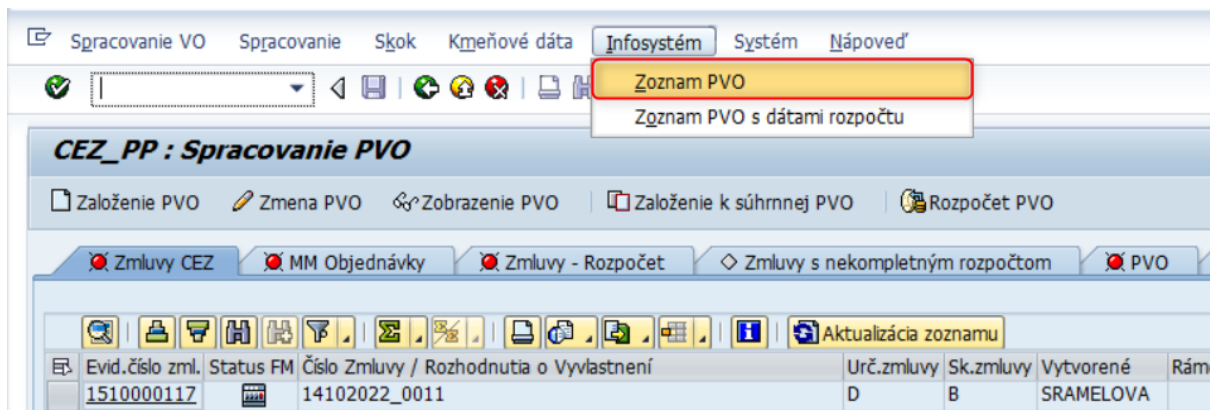 Spracovanie VO Spracovanie Skok Kmeňové dáta Infosystém Systém Nápoveď
Zoznam PVO
Zoznam PVO s dátami rozpočtu
CEZ_PP : Spracovanie PVO
Založenie PVO Zmena PVO Zobrazenie PVO Založenie k súhrnnej PVO Rozpočet PVO
Zmluvy CEZ MM Objednávky Zmluvy - Rozpočet Zmluvy s nekompletným rozpočtom PVO
Aktualizácia zoznamu
Evid.číslo zml. Status FM Číslo Zmluvy / Rozhodnutia o Vyvlastnení Urč.zmluvy Sk.zmluvy Vytvorené
1510000117 14102022_0011 D B SRAMELOVA